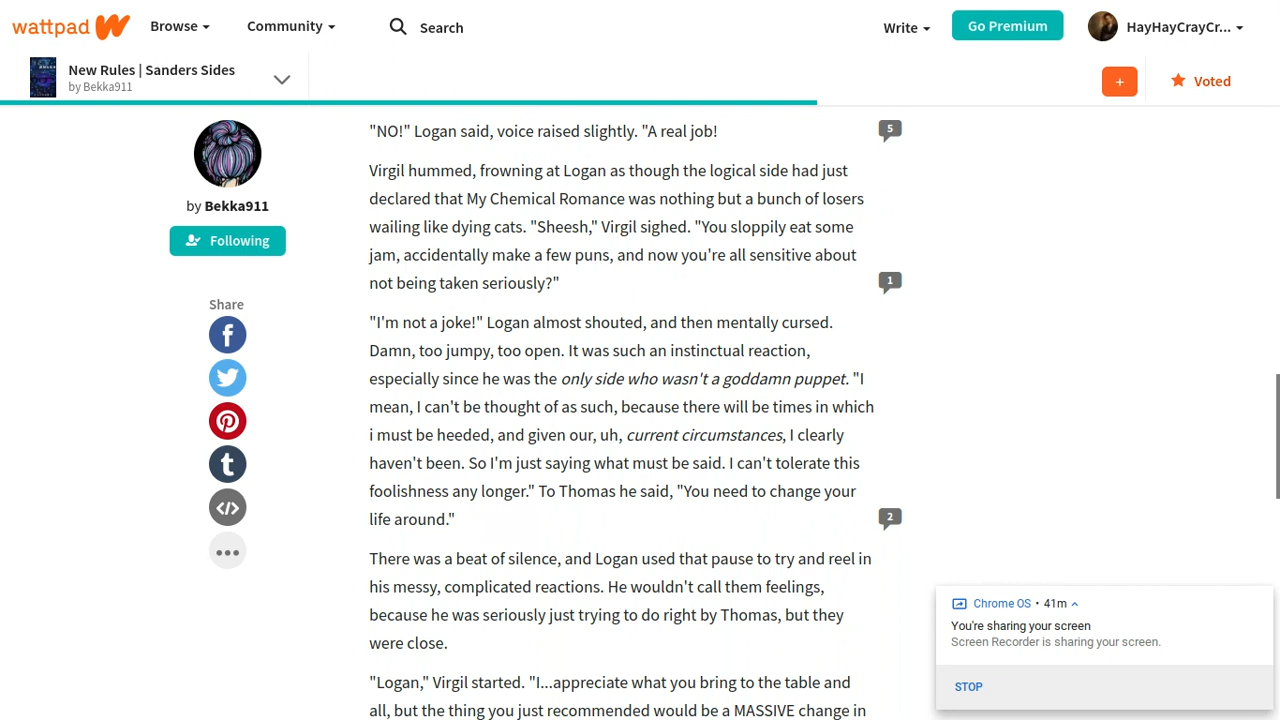 wattpad
Browse
Community
Search
Write
Go Premium
HayHayCrayCr...
New Rules | Sanders Sides
by Bekka911
+
Voted
by Bekka911
Following
Share
"NO!" Logan said, voice raised slightly. "A real job!
5
Virgil hummed, frowning at Logan as though the logical side had just
declared that My Chemical Romance was nothing but a bunch of losers
wailing like dying cats. "Sheesh," Virgil sighed. "You sloppily eat some
jam, accidentally make a few puns, and now you're all sensitive about
not being taken seriously?"
1
"I'm not a joke!" Logan almost shouted, and then mentally cursed.
Damn, too jumpy, too open. It was such an instinctual reaction,
especially since he was the only side who wasn't a goddamn puppet. "I
mean, I can't be thought of as such, because there will be times in which
i must be heeded, and given our, uh, current circumstances, I clearly
haven't been. So I'm just saying what must be said. I can't tolerate this
foolishness any longer." To Thomas he said, "You need to change your
life around."
2
There was a beat of silence, and Logan used that pause to try and reel in
his messy, complicated reactions. He wouldn't call them feelings,
because he was seriously just trying to do right by Thomas, but they
were close.
"Logan," Virgil started. "I...appreciate what you bring to the table and
all, but the thing you just recommended would be a MASSIVE change in
Chrome OS • 41m
You're sharing your screen
Screen Recorder is sharing your screen.
STOP